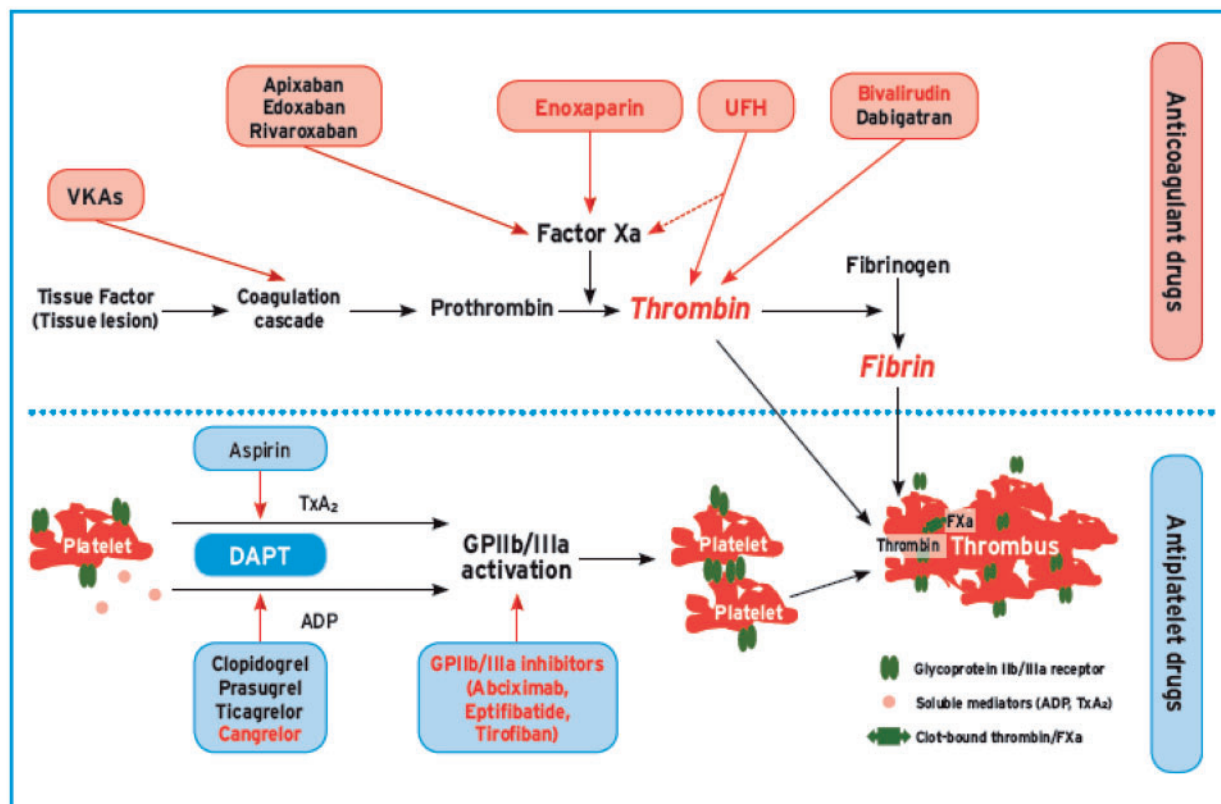 Apixaban
Edoxaban
Rivaroxaban
Enoxaparin
UFH
Bivalirudin
Dabigatran
Anticoagulant drugs
VKAs
Factor Xa
Fibrinogen
Tissue Factor
(Tissue lesion)
Coagulation
cascade
Prothrombin
Thrombin
Fibrin
Aspirin
TxA₂
Platelet
DAPT
GPIIb/IIIa
activation
ADP
Platelet
Platelet
FXa
Thrombin
Thrombus
Antiplatelet drugs
Clopidogrel
Prasugrel
Ticagrelor
Cangrelor
GPIIb/IIIa inhibitors
(Abciximab,
Eptifibatide,
Tirofiban)
Glycoprotein IIb/IIIa receptor
Soluble mediators (ADP, TxA₂)
Clot-bound thrombin/FXa